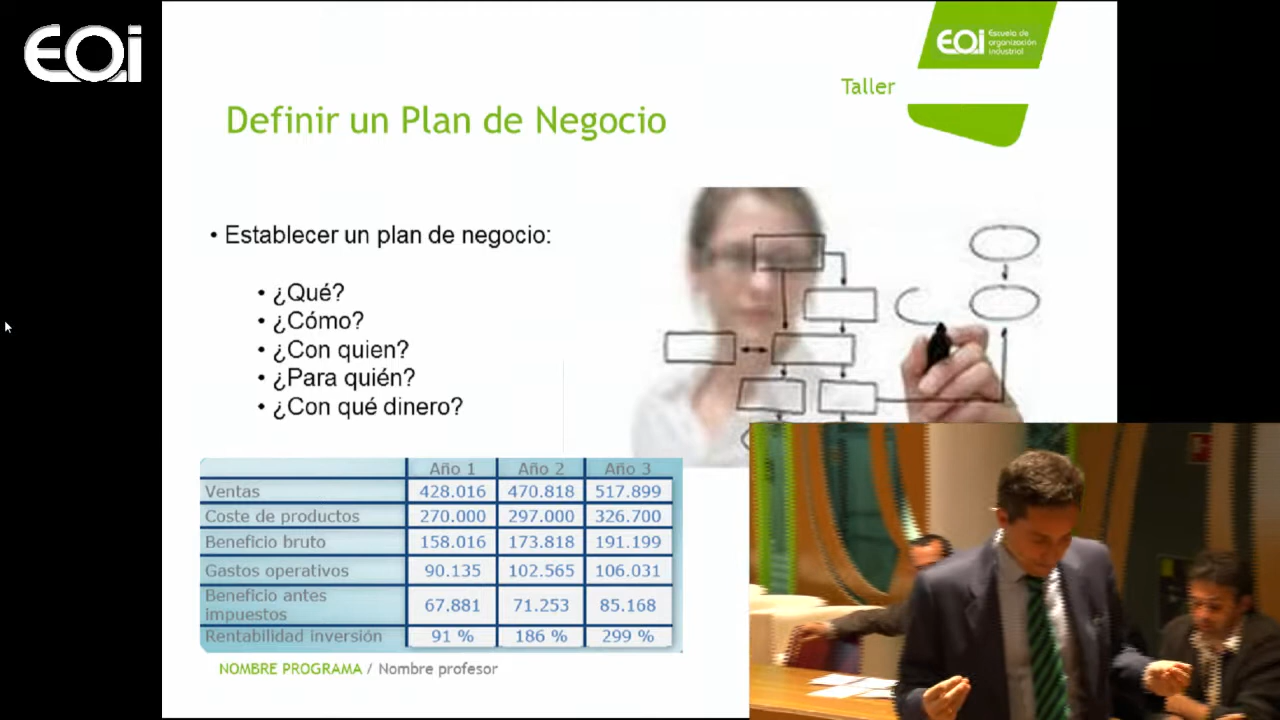 EOi
EOi Escuela de
organización
industrial
Taller
Definir un Plan de Negocio
• Establecer un plan de negocio:
• ¿Qué?
• ¿Cómo?
• ¿Con quien?
• ¿Para quién?
• ¿Con qué dinero?
Año 1 Año 2 Año 3
Ventas 428.016 470.818 517.899
Coste de productos 270.000 297.000 326.700
Beneficio bruto 158.016 173.818 191.199
Gastos operativos 90.135 102.565 106.031
Beneficio antes
impuestos 67.881 71.253 85.168
Rentabilidad inversión 91 % 186 % 299 %
NOMBRE PROGRAMA / Nombre profesor